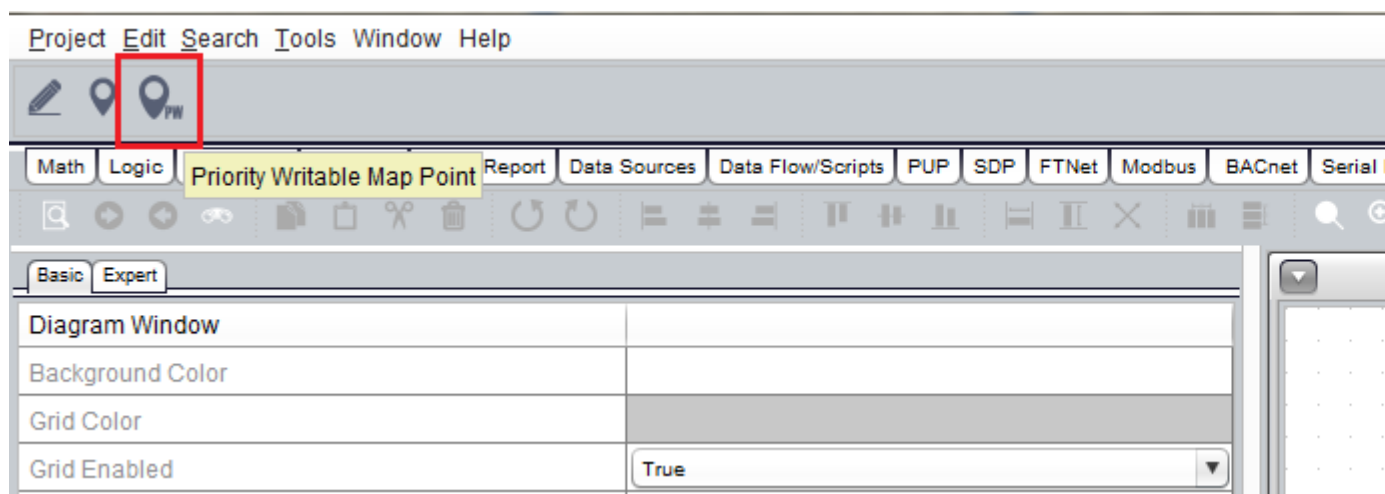 Project Edit Search Tools Window Help
PW
Math Logic Report Data Sources Data Flow/Scripts PUP SDP FTNet Modbus BACnet Serial
Priority Writable Map Point
Basic Expert
Diagram Window
Background Color
Grid Color
Grid Enabled True